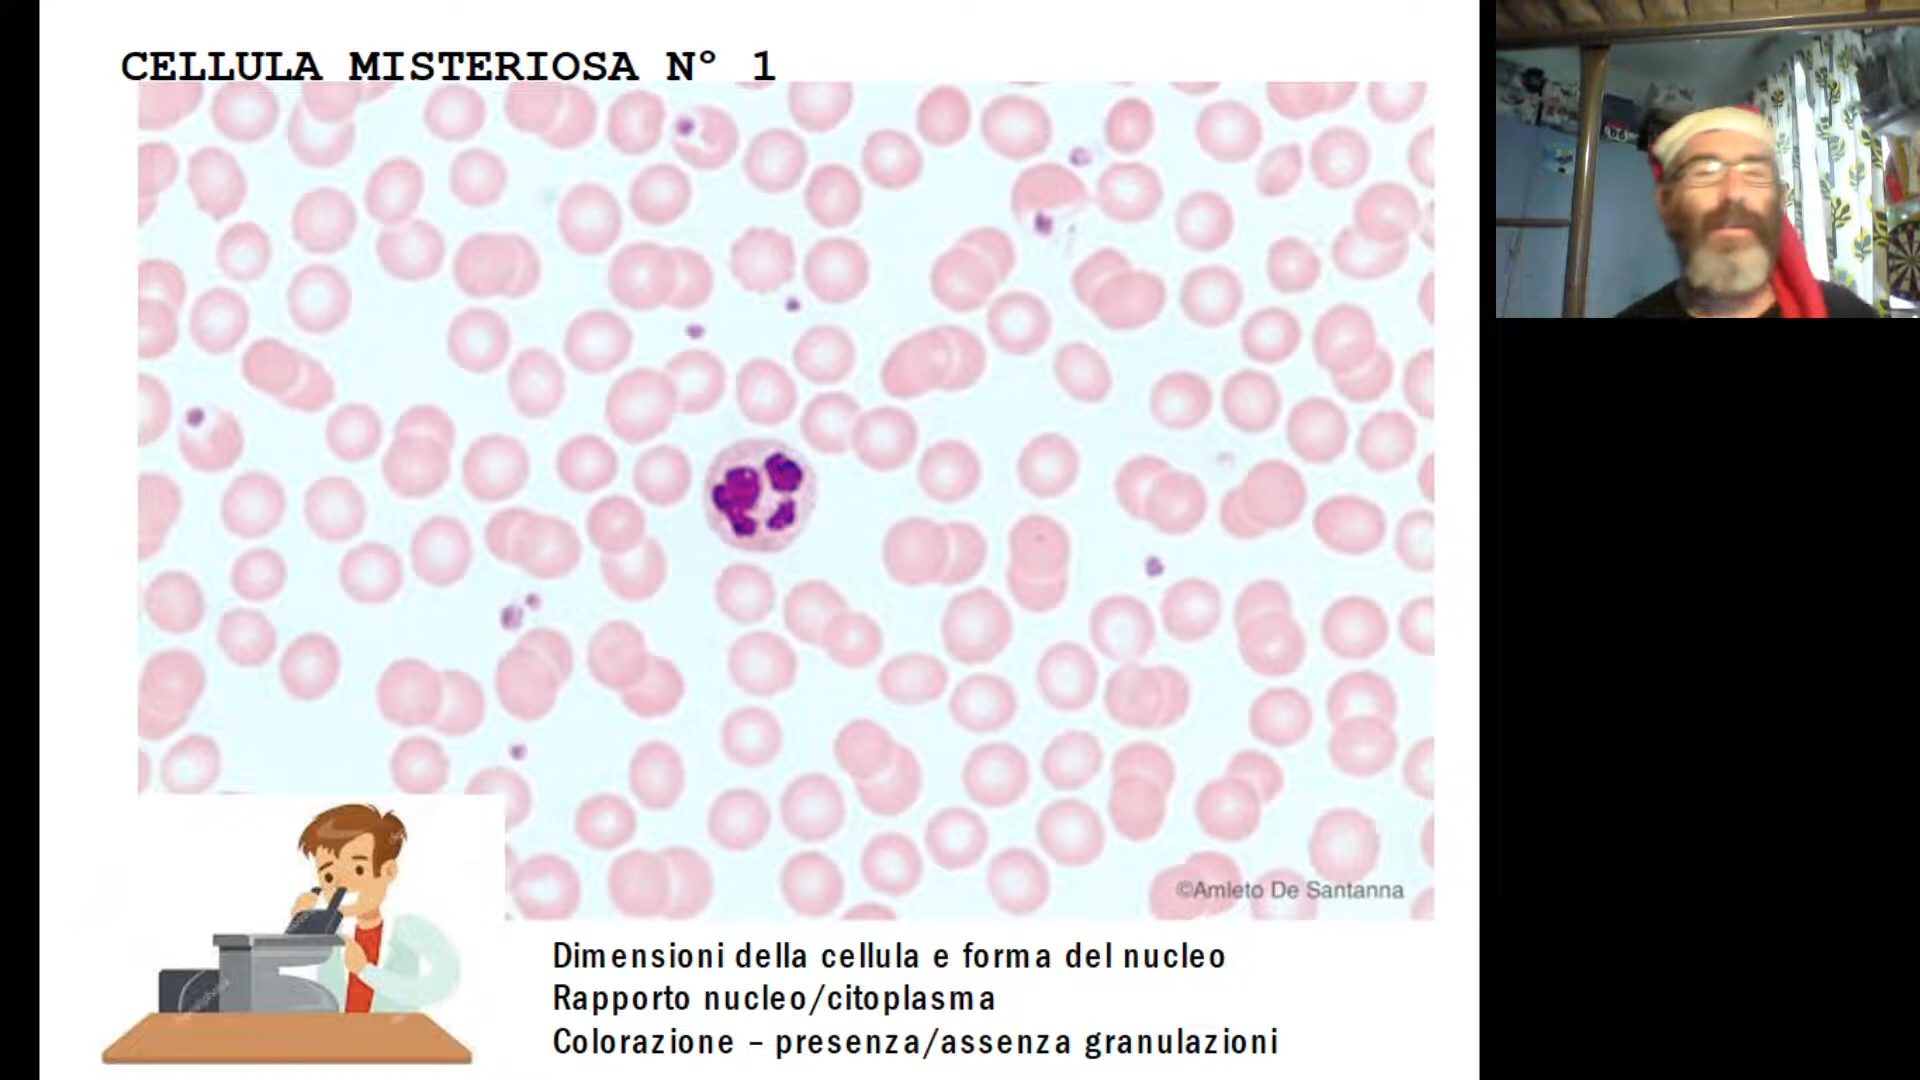 CELLULA MISTERIOSA Nº 1
©Amleto De Santanna
Dimensioni della cellula e forma del nucleo
Rapporto nucleo/citoplasma
Colorazione – presenza/assenza granulazioni